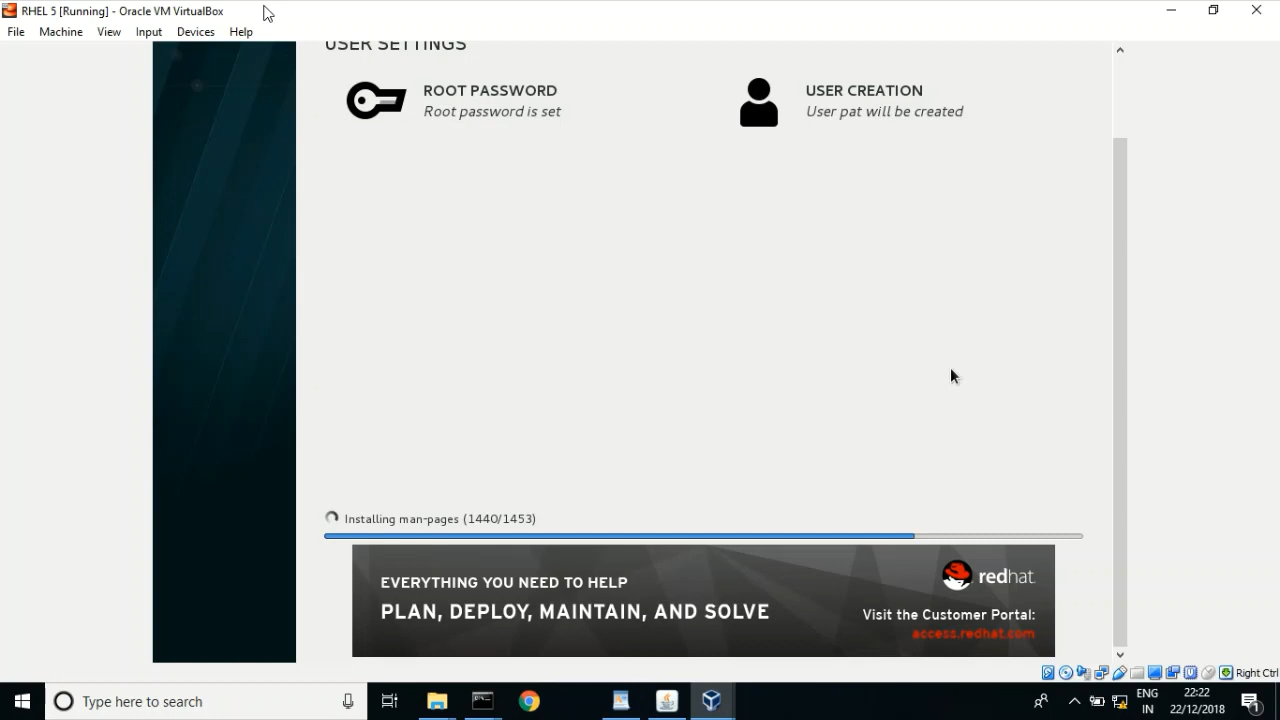 RHEL 5 [Running] - Oracle VM VirtualBox
File Machine View Input Devices Help
USER SETTINGS
ROOT PASSWORD
Root password is set
USER CREATION
User pat will be created
Installing man-pages (1440/1453)
EVERYTHING YOU NEED TO HELP
PLAN, DEPLOY, MAINTAIN, AND SOLVE
redhat.
Visit the Customer Portal:
access.redhat.com
Right Ctrl
Type here to search
ENG
IN
22:22
22/12/2018
1